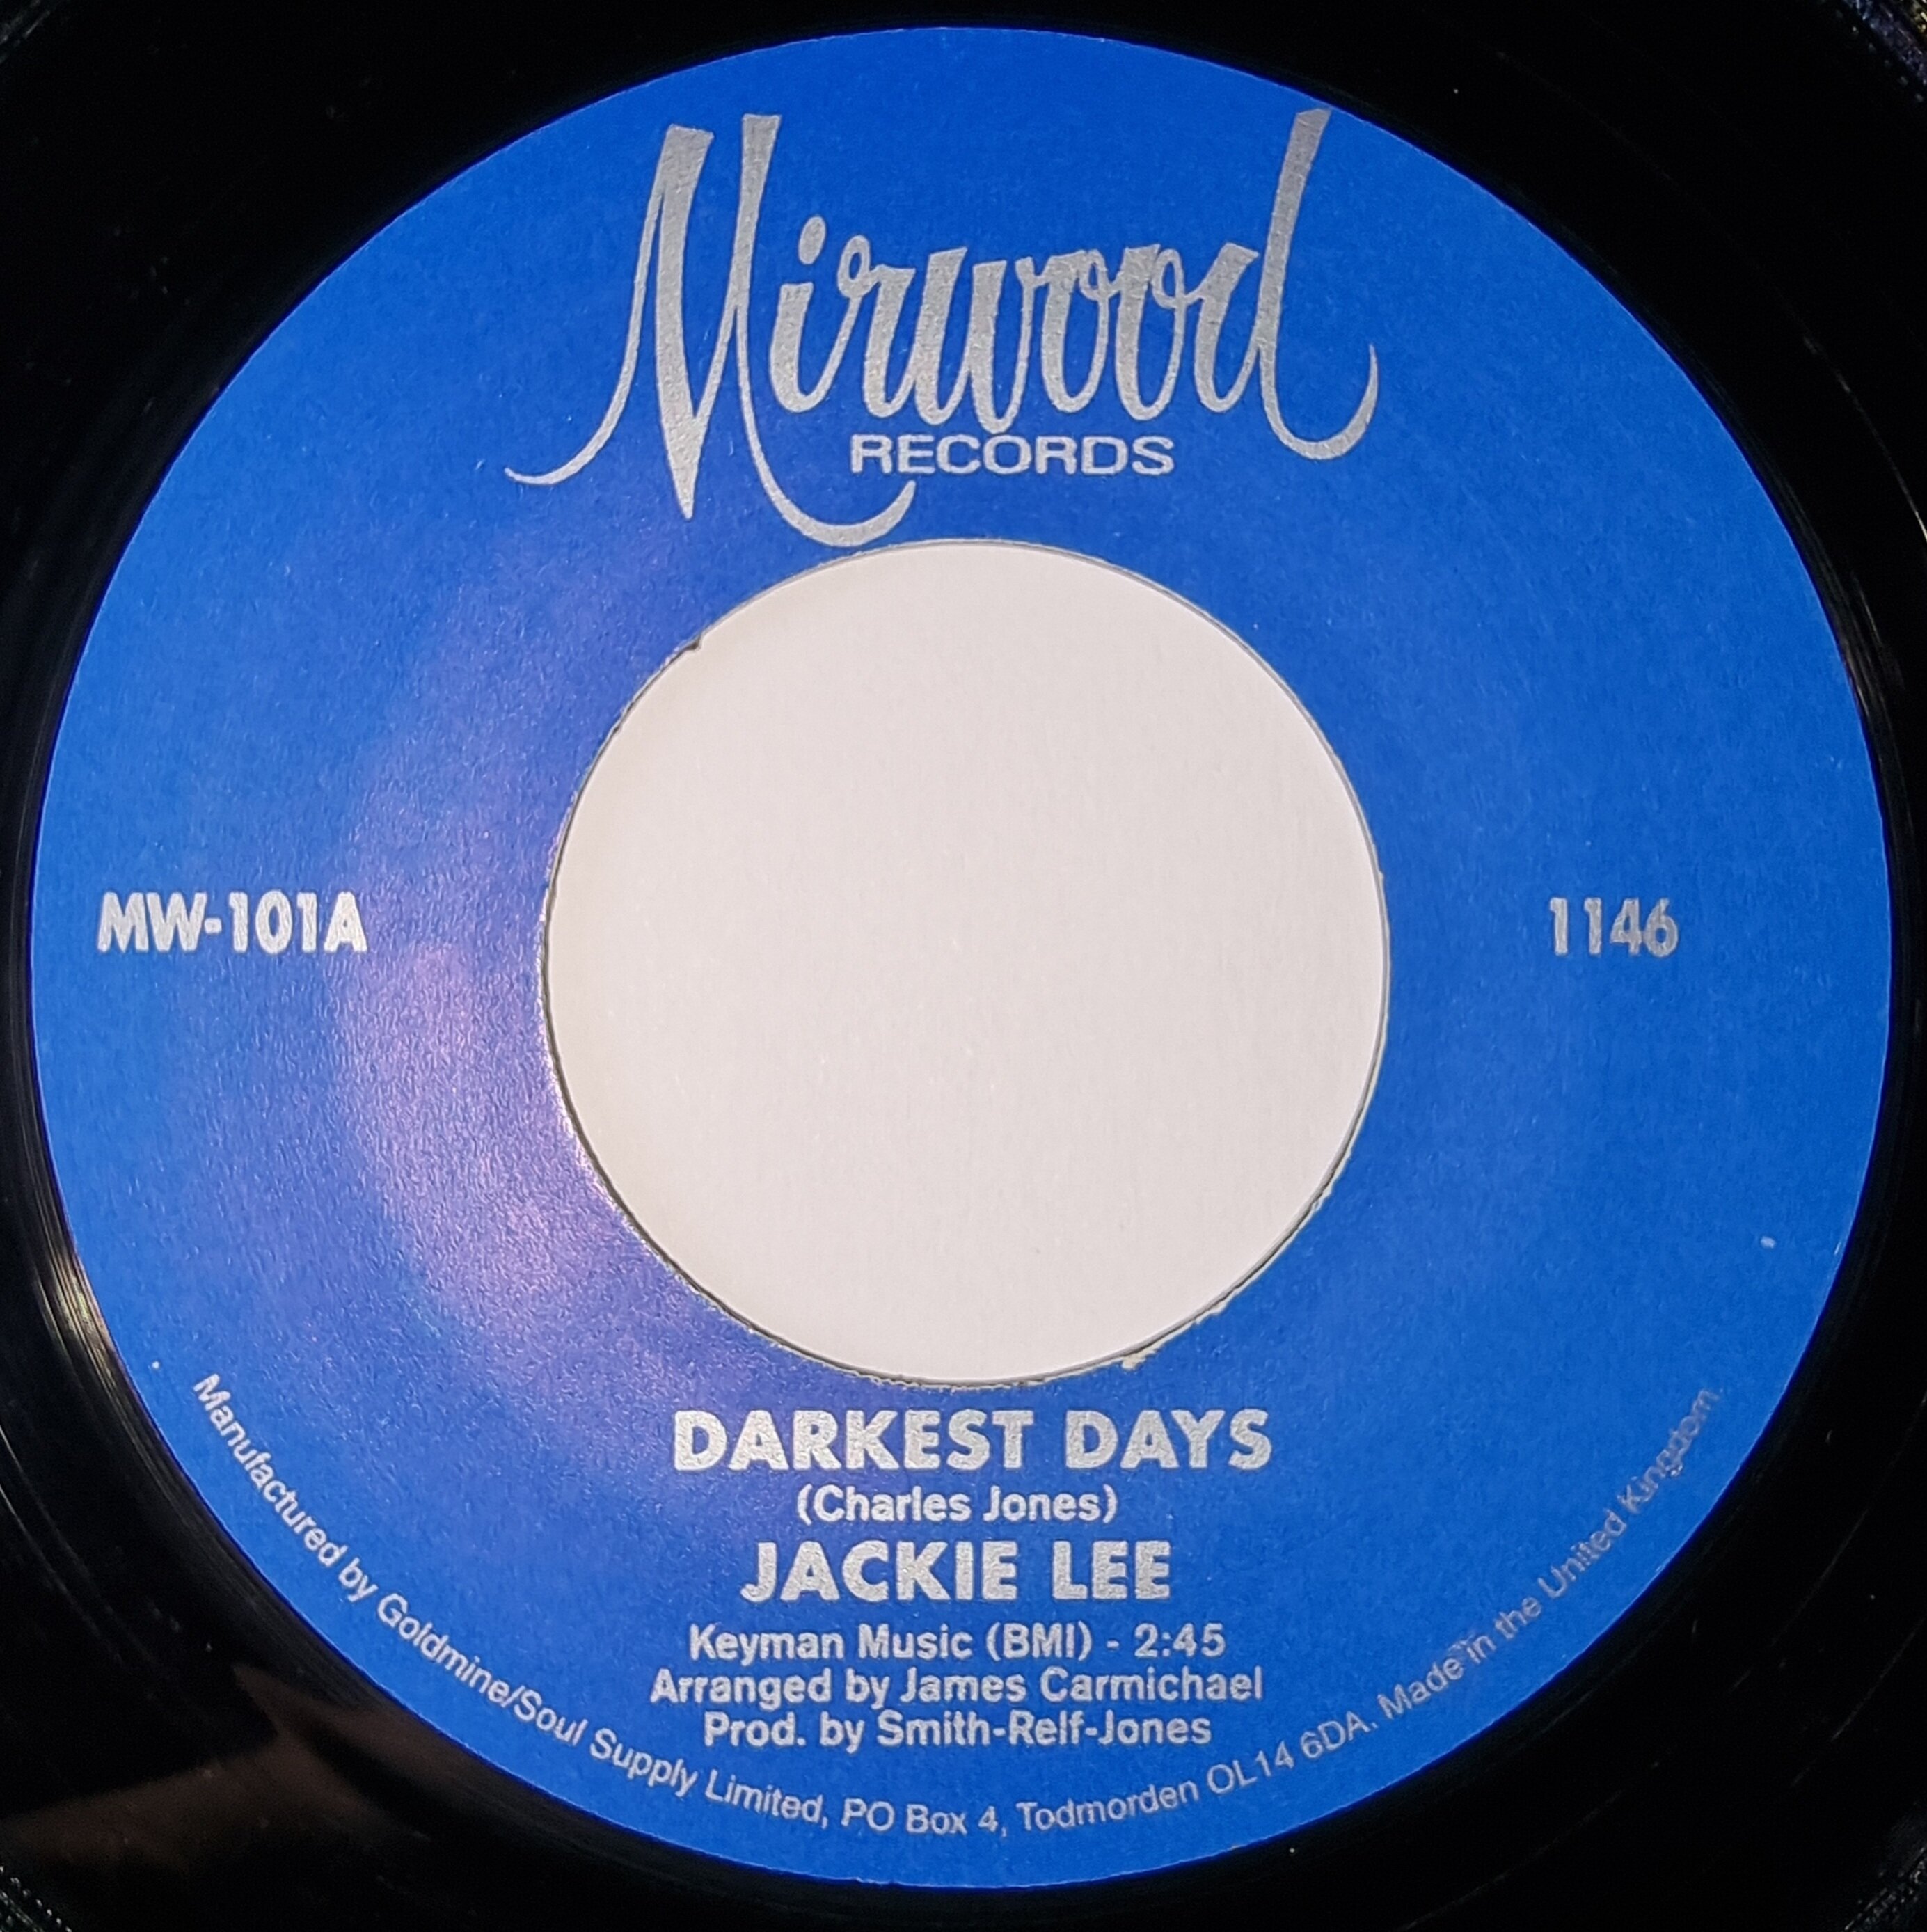 Mirwood
RECORDS
MW-101A
1146
DARKEST DAYS
(Charles Jones)
JACKIE LEE
Keyman Music (BMI) - 2:45
Arranged by James Carmichael
Prod. by Smith-Relf-Jones
Manufactured by Goldmine/Soul Supply Limited, PO Box 4, Todmorden OL14 6DA. Made in the United Kingdom.